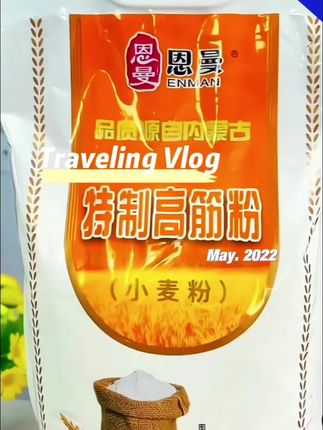 恩曼
恩曼®
ENMAN
品质源自内蒙古
Traveling Vlog
特制高筋粉
May. 2022
(小麦粉)
图